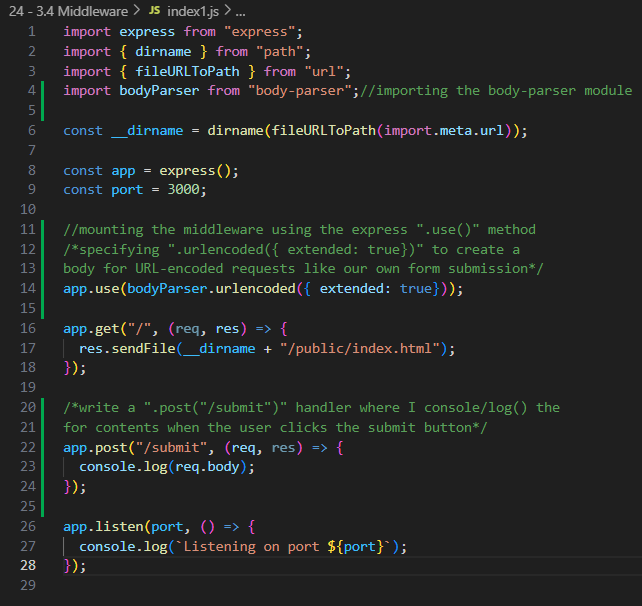 24 - 3.4 Middleware > JS index1.js > ...
1 import express from "express";
2 import { dirname } from "path";
3 import { fileURLToPath } from "url";
4 import bodyParser from "body-parser";//importing the body-parser module
5
6 const __dirname = dirname(fileURLToPath(import.meta.url));
7
8 const app = express();
9 const port = 3000;
10
11 //mounting the middleware using the express ".use()" method
12 /*specifying ".urlencoded({ extended: true})" to create a
13 body for URL-encoded requests like our own form submission*/
14 app.use(bodyParser.urlencoded({ extended: true}));
15
16 app.get("/", (req, res) => {
17   res.sendFile(__dirname + "/public/index.html");
18 });
19
20 /*write a ".post("/submit")" handler where I console/log() the
21 for contents when the user clicks the submit button*/
22 app.post("/submit", (req, res) => {
23   console.log(req.body);
24 });
25
26 app.listen(port, () => {
27   console.log(`Listening on port ${port}`);
28 });
29